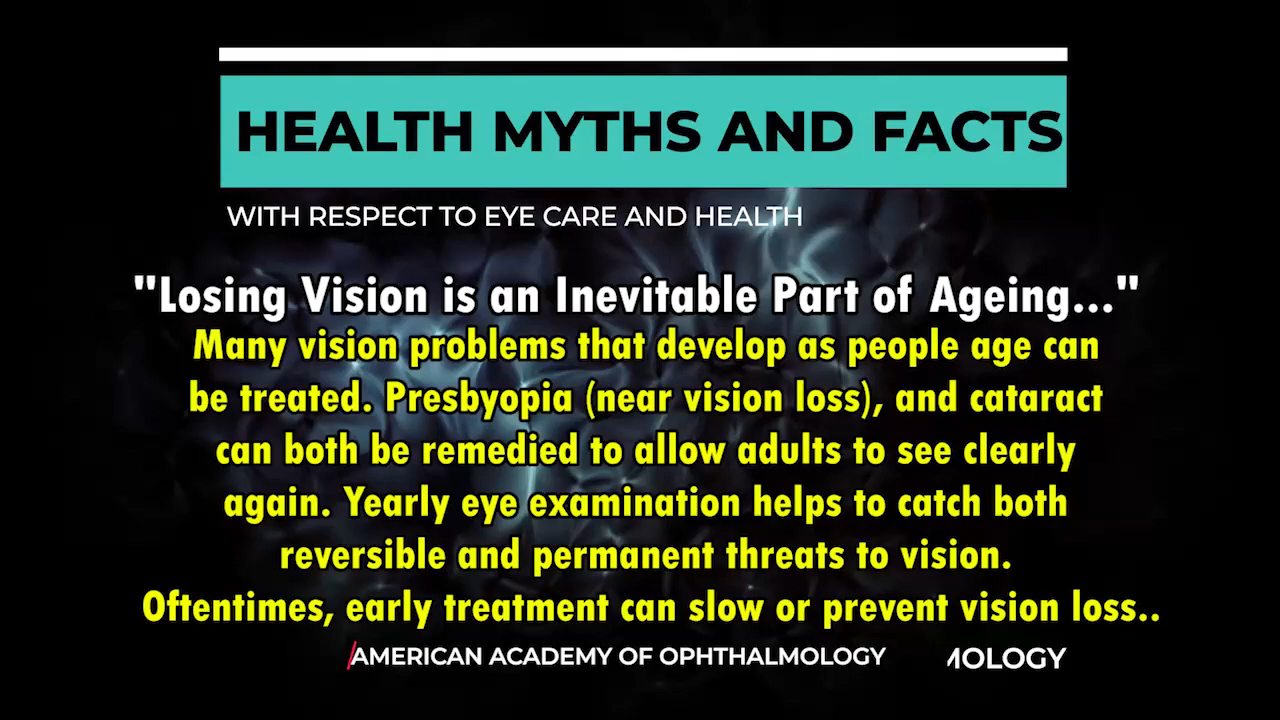 HEALTH MYTHS AND FACTS
WITH RESPECT TO EYE CARE AND HEALTH
"Losing Vision is an Inevitable Part of Ageing..."
Many vision problems that develop as people age can
be treated. Presbyopia (near vision loss), and cataract
can both be remedied to allow adults to see clearly
again. Yearly eye examination helps to catch both
reversible and permanent threats to vision.
Oftentimes, early treatment can slow or prevent vision loss..
AMERICAN ACADEMY OF OPHTHALMOLOGY OLOGY